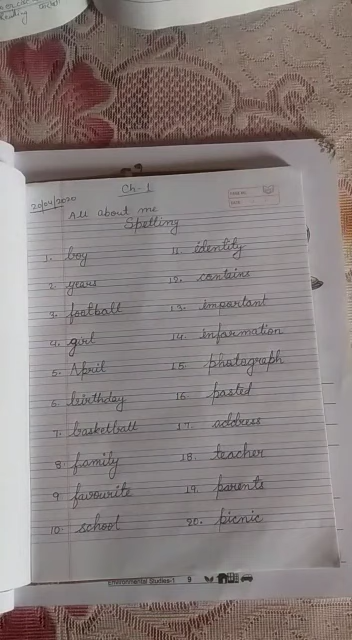 Ch-1
20/04/2020
All about me
Spelling
1. boy
2. years
3. football
4. girl
5. April
6. birthday
7. basketball
8. family
9. favourite
10. school
11. identity
12. contains
13. important
14. information
15. photograph
16. pasted
17. address
18. teacher
19. parents
20. picnic
Environmental Studies-1 9